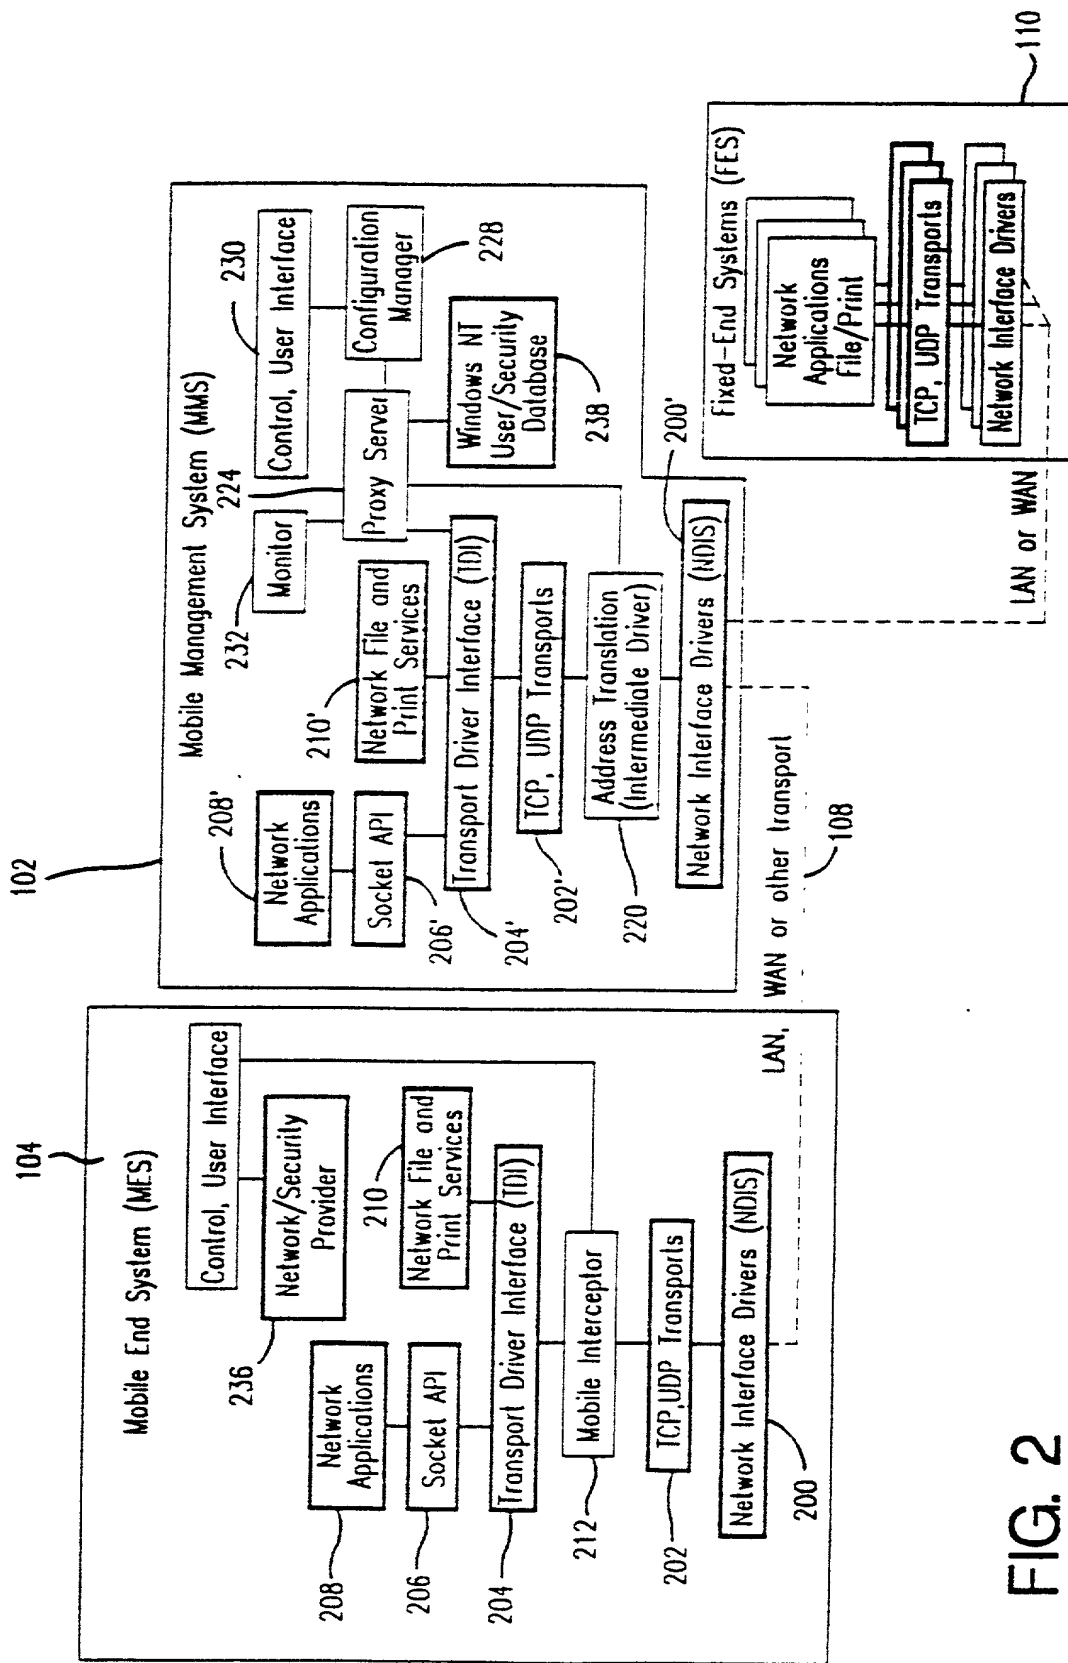 104
Mobile End System (MES)
Control, User Interface
Network/Security
Provider
236
Network
Applications
208
Socket API
206
210
Network File and
Print Services
Transport Driver Interface (TDI)
204
Mobile Interceptor
212
TCP,UDP Transports
202
Network Interface Drivers (NDIS)
200
LAN, WAN or other transport
108
102
Mobile Management System (MMS)
230
Control, User Interface
232
Monitor
224
Proxy Server
Configuration
Manager
228
Windows NT
User/Security
Database
238
208'
Network
Applications
Socket API
206'
210'
Network File and
Print Services
Transport Driver Interface (TDI)
204'
TCP, UDP Transports
202'
Address Translation
(Intermediate Driver)
220
200'
Network Interface Drivers (NDIS)
LAN or WAN
Fixed-End Systems (FES)
Network
Applications
File/Print
TCP, UDP Transports
Network Interface Drivers
110
FIG. 2